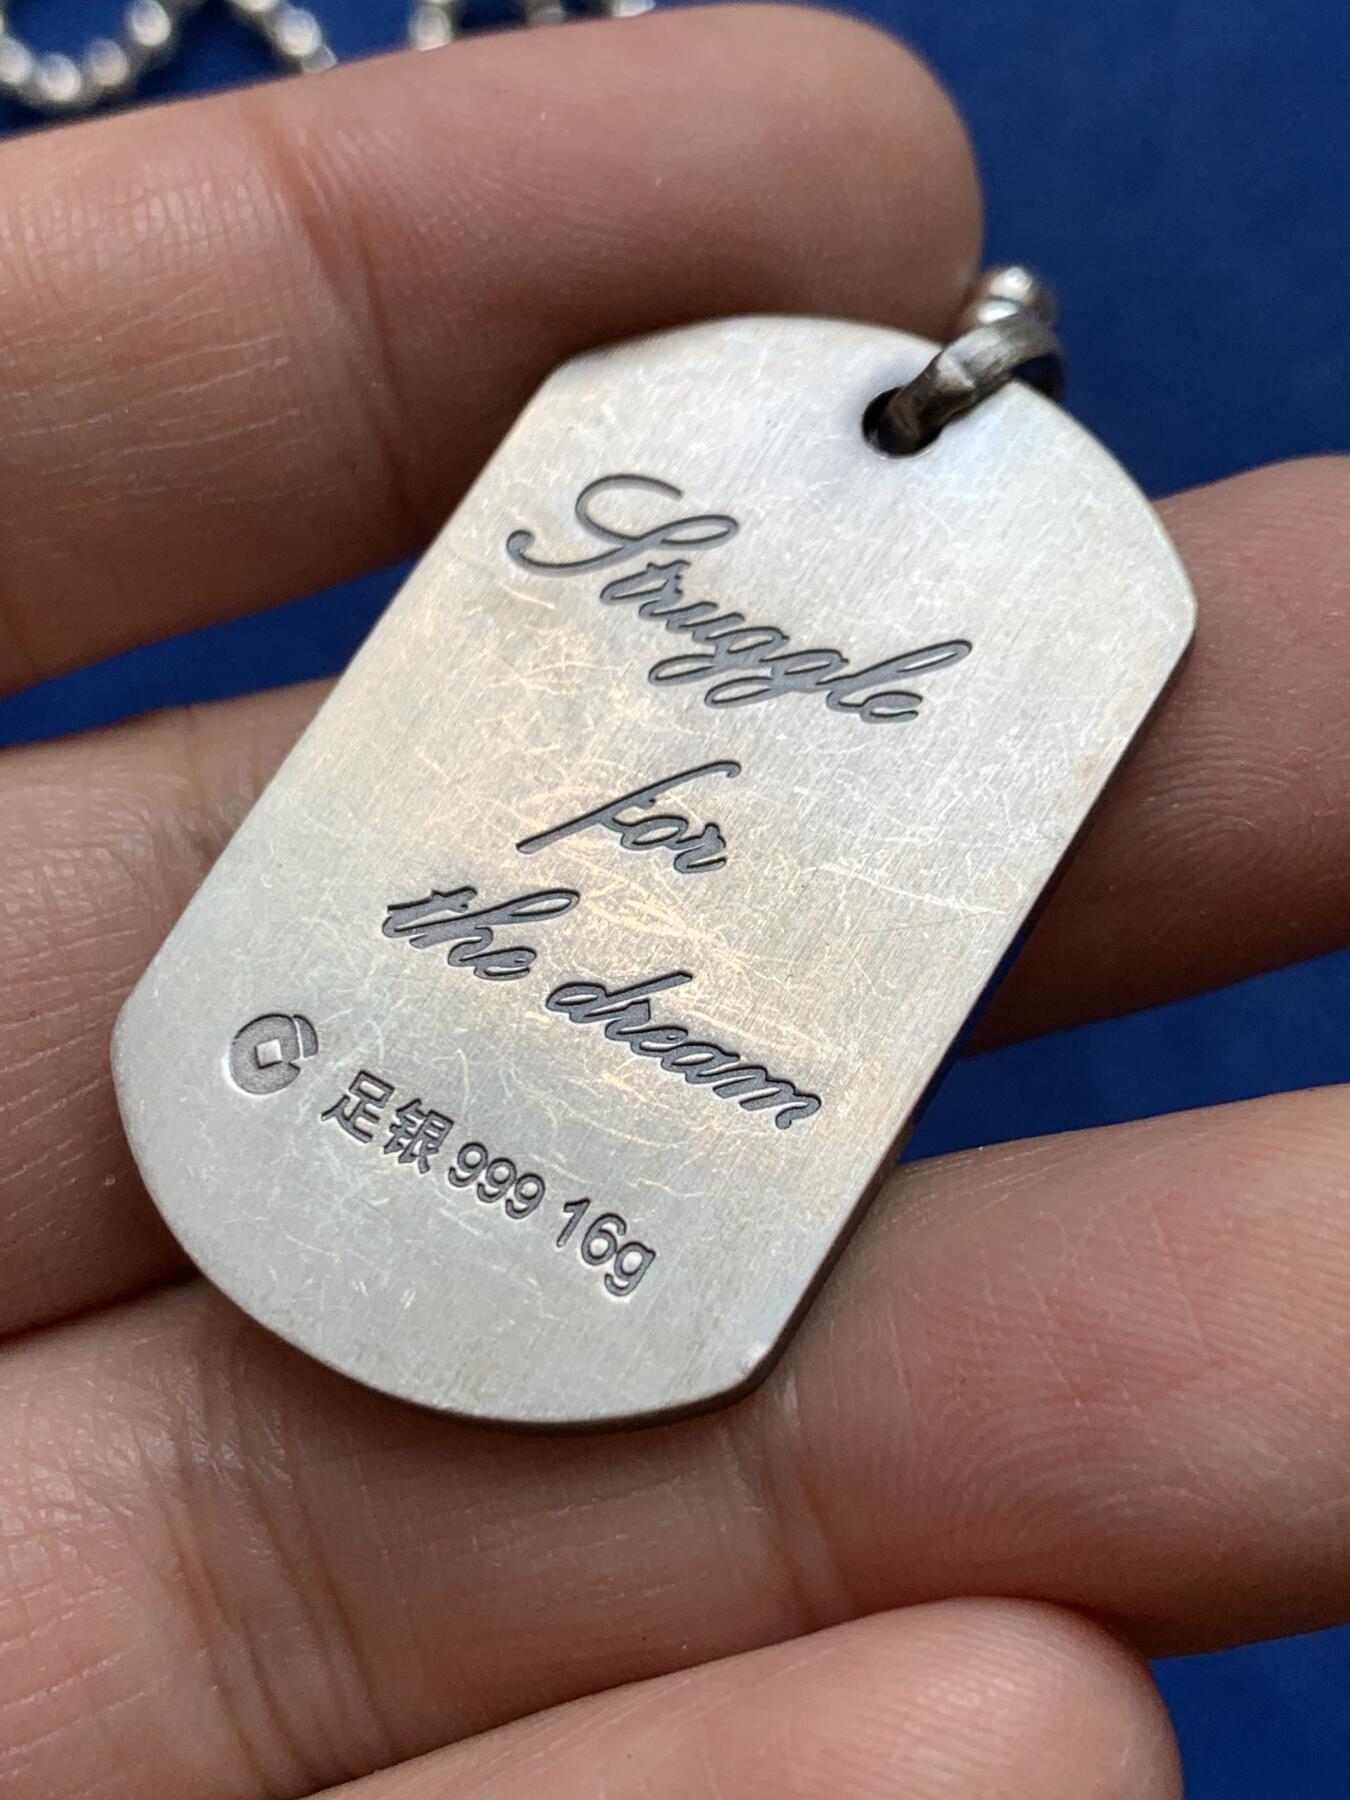 Struggle
for
the dream
足银 999 16g